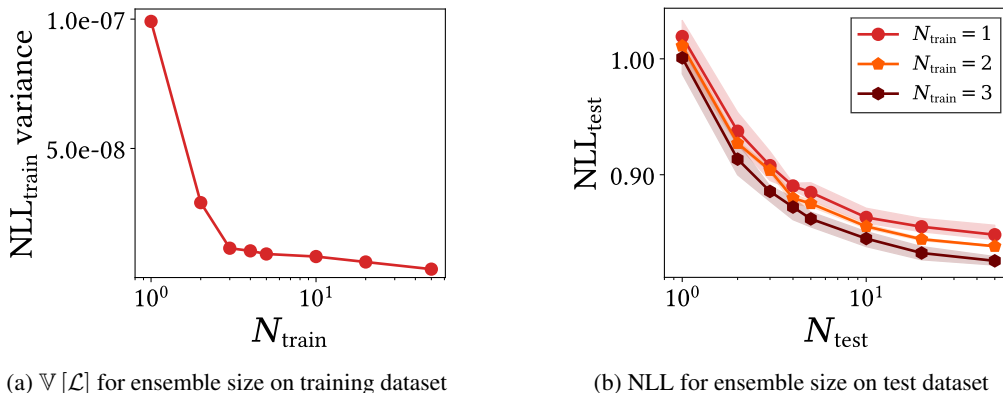 NLL_train variance
1.0e-07
5.0e-08
10^0
10^1
N_train
(a) 𝕍 [ℒ] for ensemble size on training dataset
NLL_test
1.00
0.90
N_train = 1
N_train = 2
N_train = 3
10^0
10^1
N_test
(b) NLL for ensemble size on test dataset